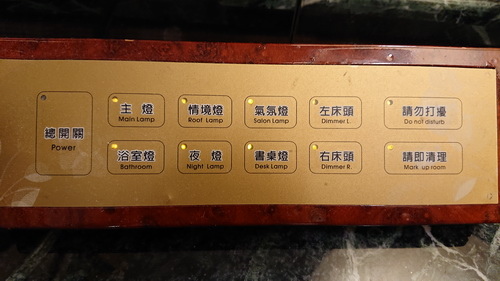 總開關
Power
主 燈
Main Lamp
情境燈
Roof Lamp
氣氛燈
Salon Lamp
左床頭
Dimmer L.
請勿打擾
Do not disturb
浴室燈
Bathroom
夜 燈
Night Lamp
書桌燈
Desk Lamp
右床頭
Dimmer R.
請即清理
Mark up room